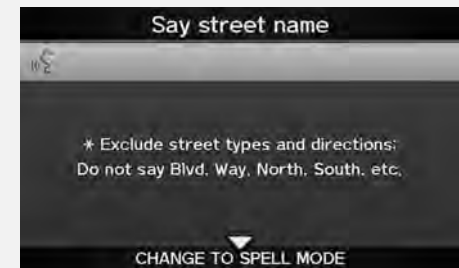 Say street name
* Exclude street types and directions:
Do not say Blvd. Way, North, South, etc.
CHANGE TO SPELL MODE